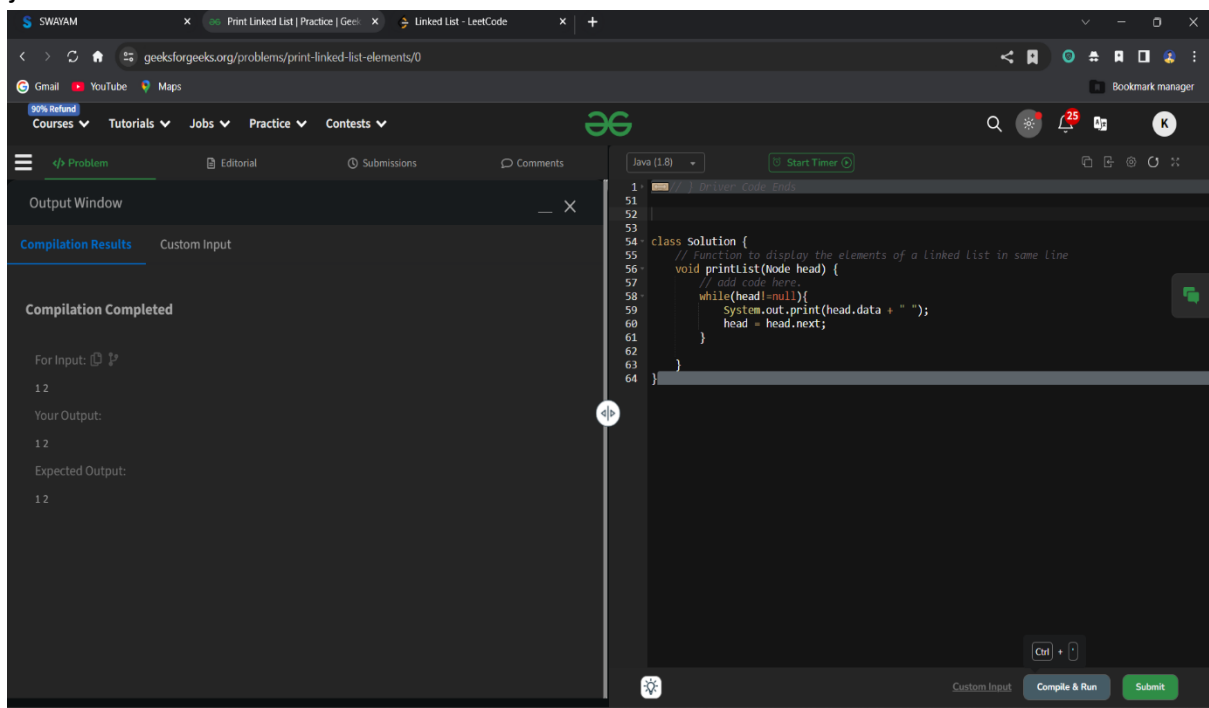 SWAYAM
Print Linked List | Practice | Geek
Linked List - LeetCode
geeksforgeeks.org/problems/print-linked-list-elements/0
Gmail YouTube Maps Bookmark manager
90% Refund
Courses Tutorials Jobs Practice Contests 25 K
Problem Editorial Submissions Comments
Output Window
Compilation Results Custom Input
Compilation Completed
For Input:
1 2
Your Output:
1 2
Expected Output:
1 2
Java (1.8) Start Timer
1 // } Driver Code Ends
51
52
53
54 class Solution {
55 // Function to display the elements of a linked list in same line
56 void printList(Node head) {
57 // add code here.
58 while(head!=null){
59 System.out.print(head.data + " ");
60 head = head.next;
61 }
62
63 }
64 }
Ctrl + '
Custom Input Compile & Run Submit